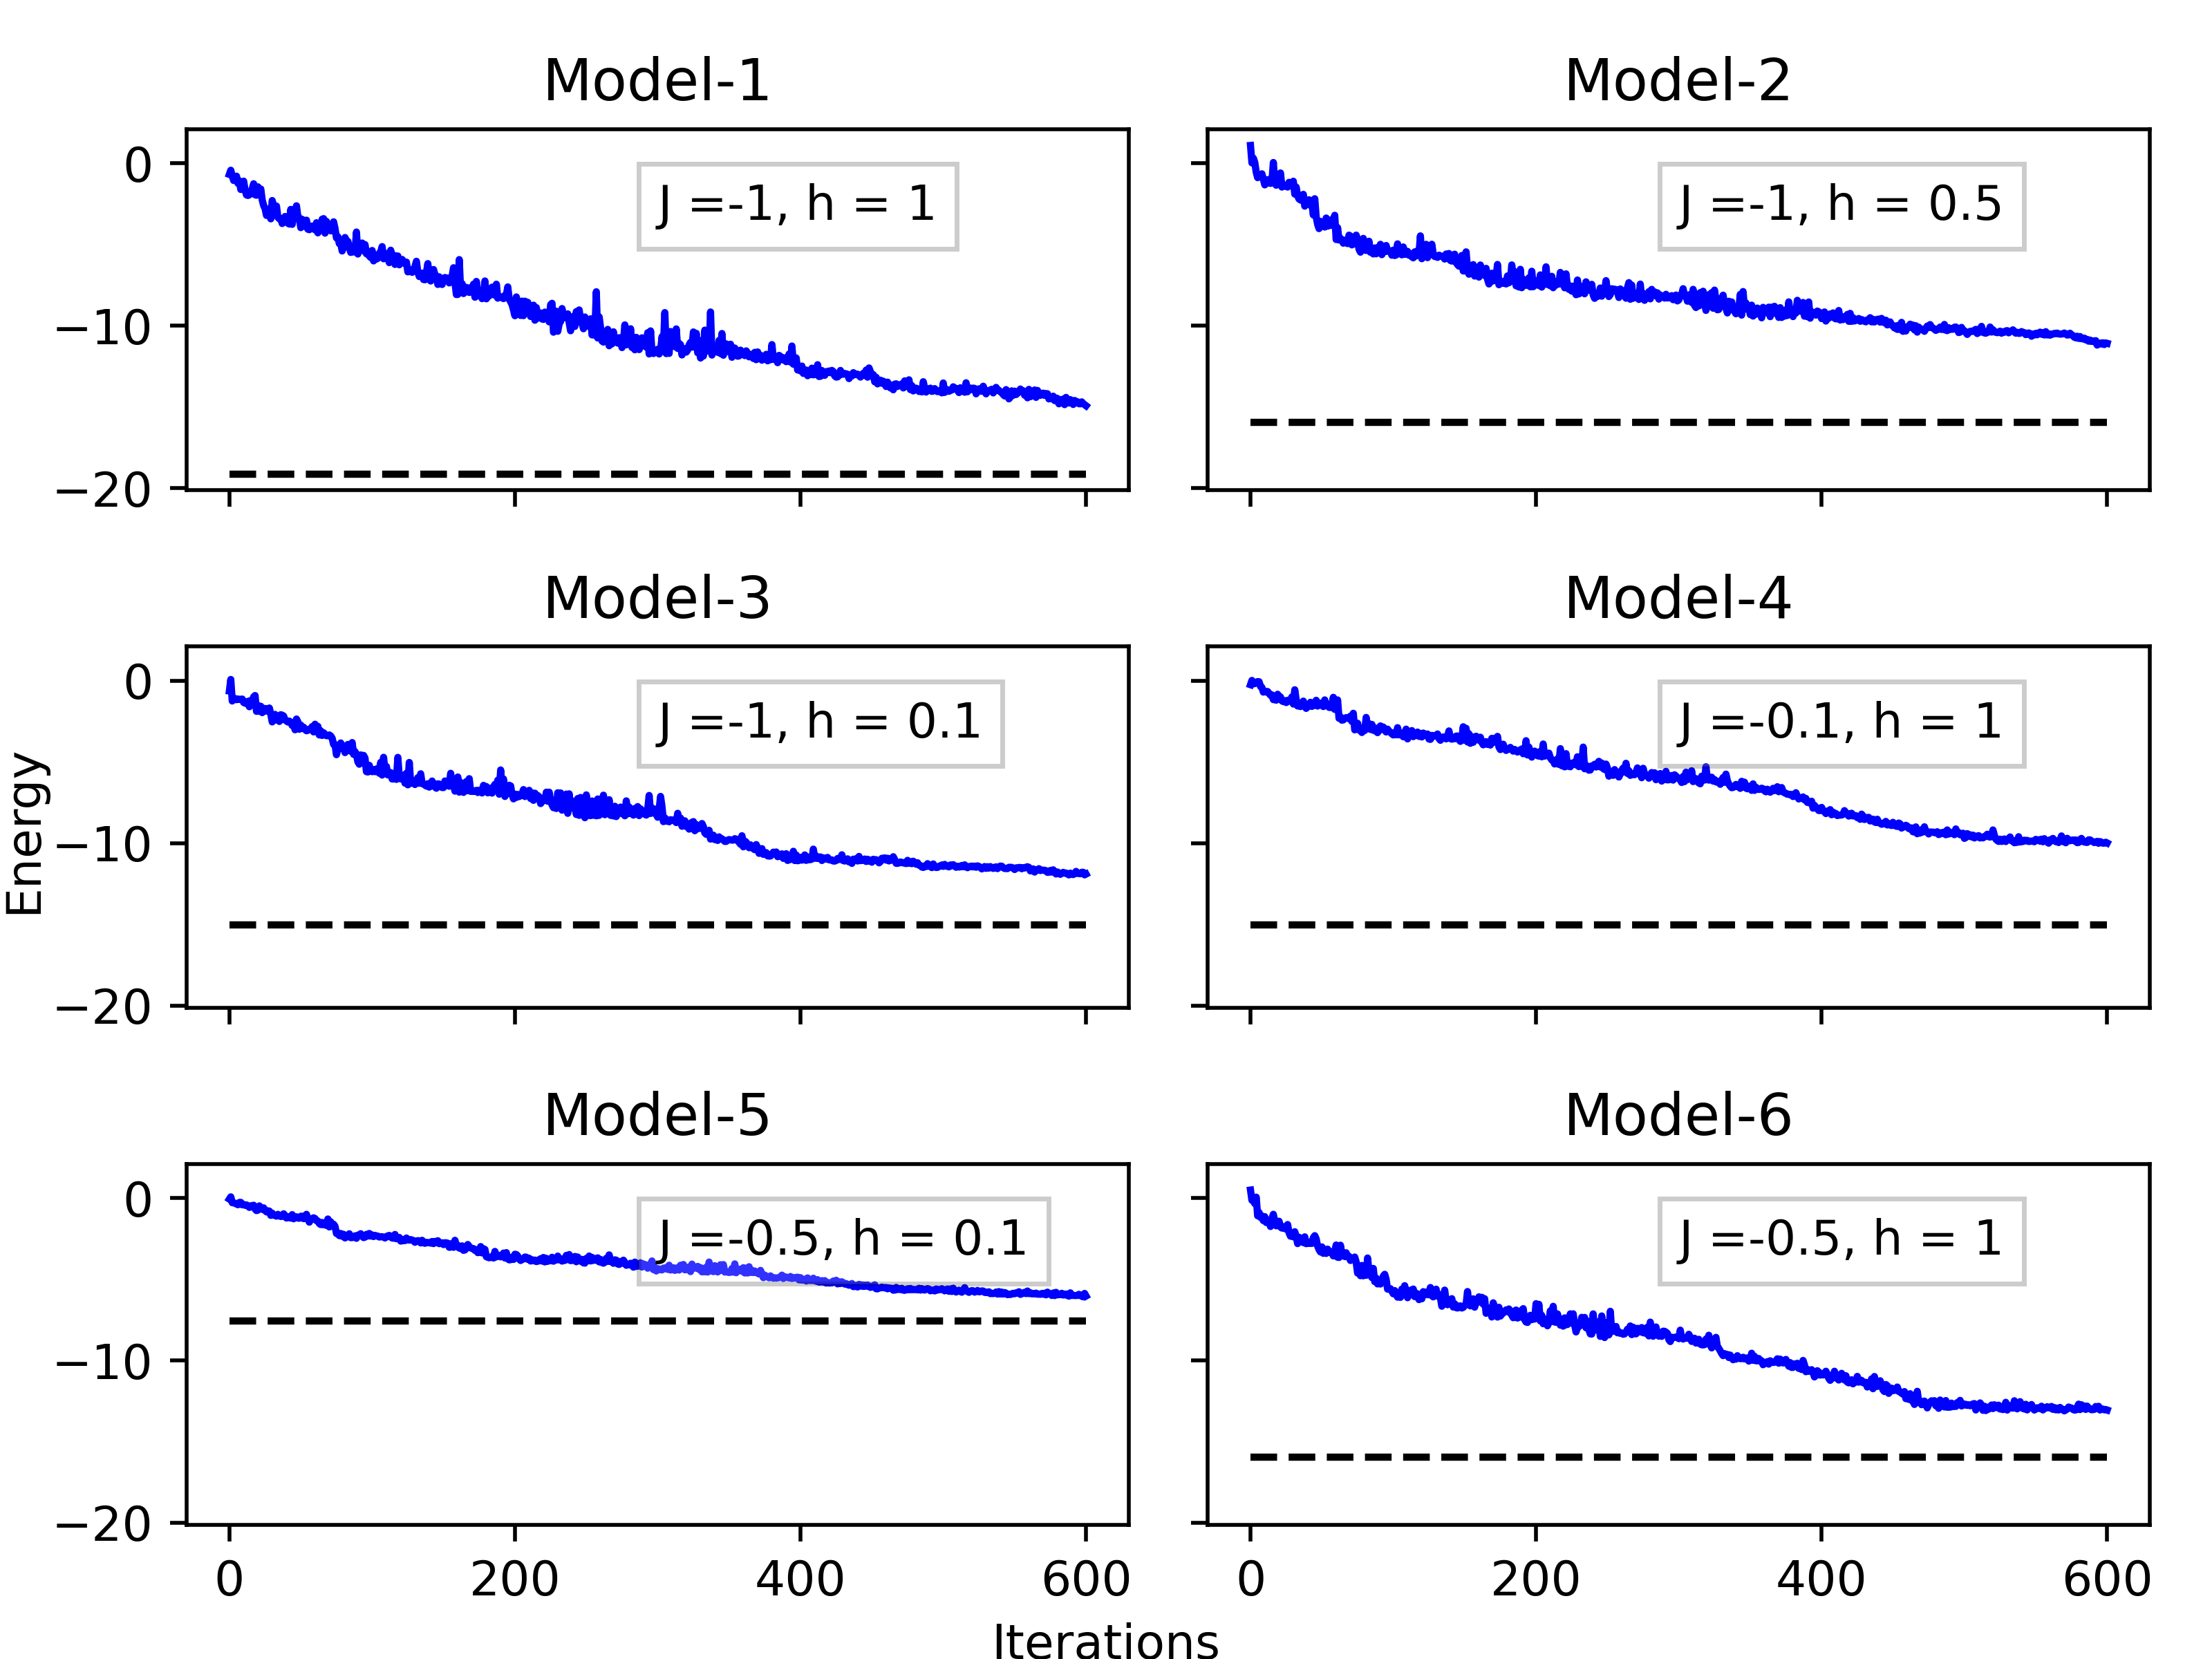 Model-1
Model-2
0
−10
−20
J =-1, h = 1
J =-1, h = 0.5
Model-3
Model-4
0
−10
−20
J =-1, h = 0.1
J =-0.1, h = 1
Energy
Model-5
Model-6
0
−10
−20
J =-0.5, h = 0.1
J =-0.5, h = 1
0 200 400 600
0 200 400 600
Iterations